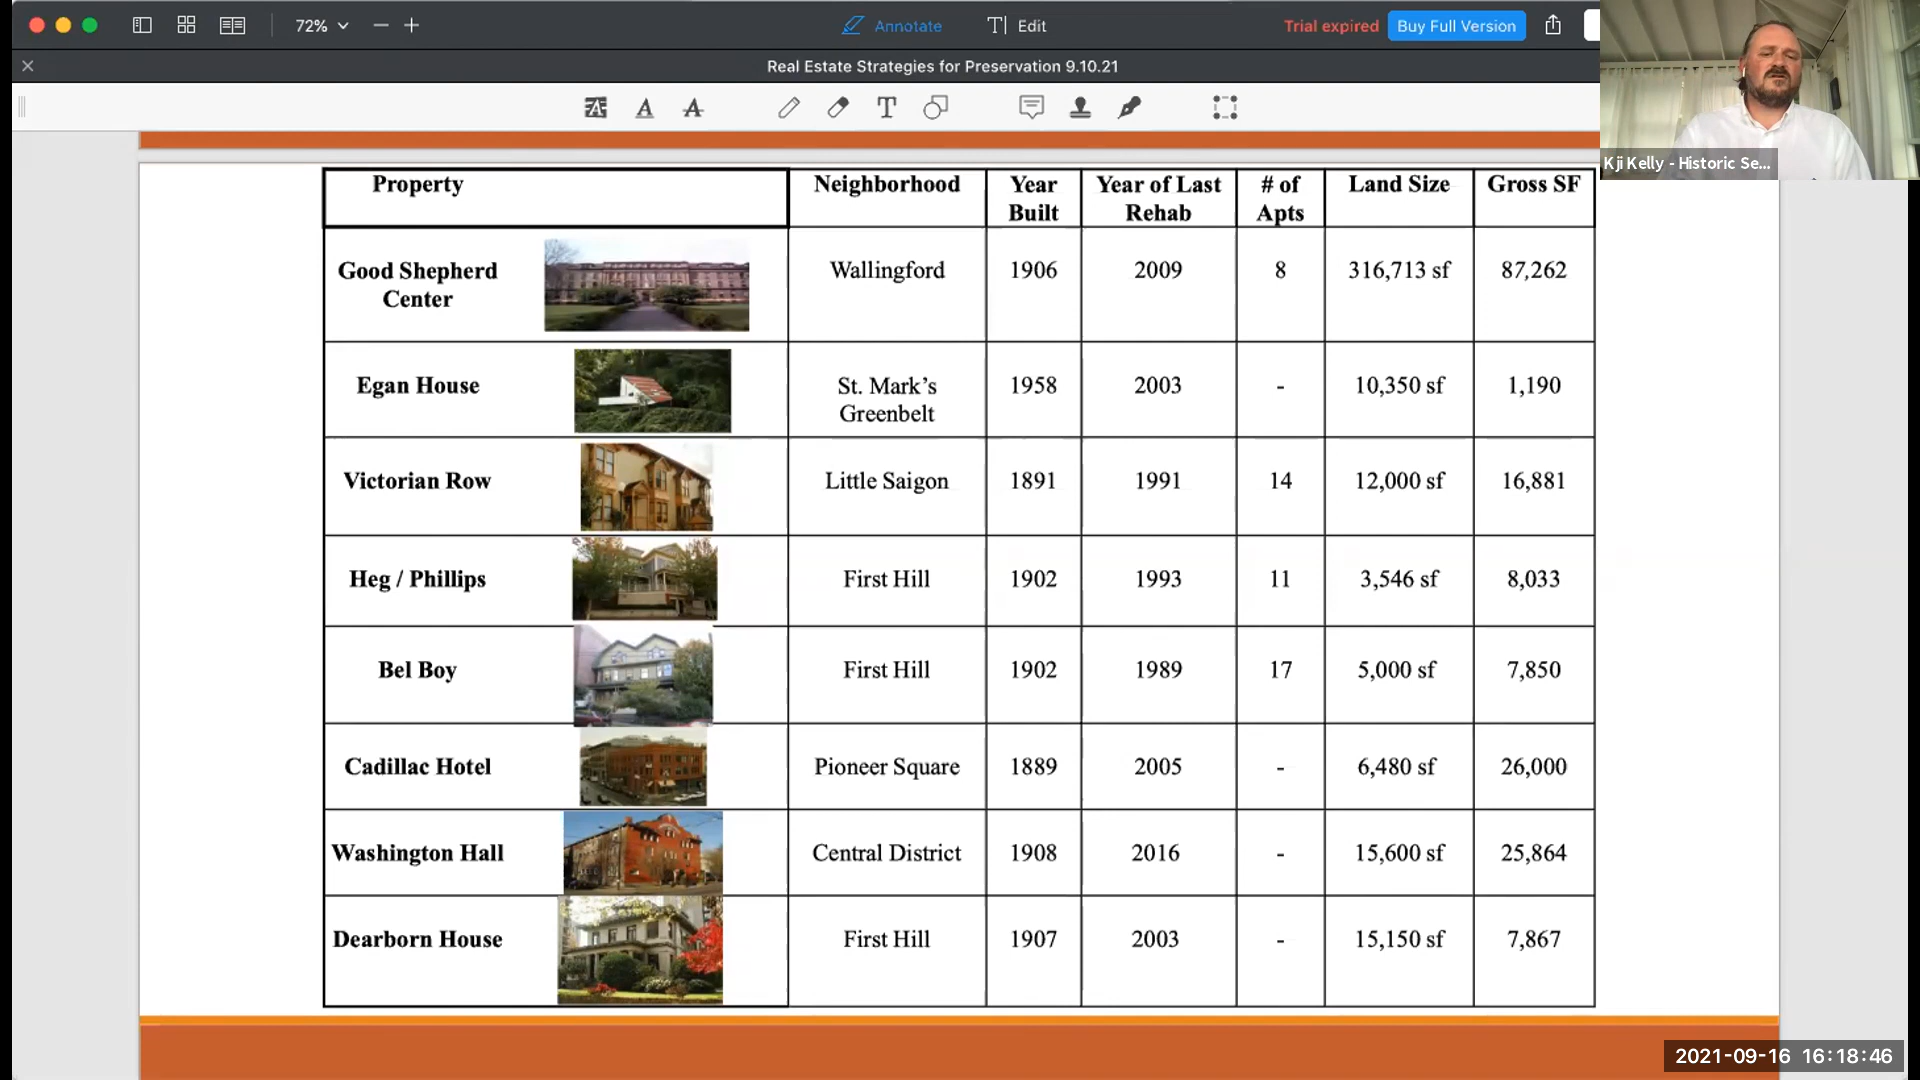 72%
Annotate
Edit
Trial expired
Buy Full Version
Real Estate Strategies for Preservation 9.10.21
Kji Kelly - Historic Se...
Property Neighborhood Year Built Year of Last Rehab # of Apts Land Size Gross SF
Good Shepherd Center Wallingford 1906 2009 8 316,713 sf 87,262
Egan House St. Mark’s Greenbelt 1958 2003 - 10,350 sf 1,190
Victorian Row Little Saigon 1891 1991 14 12,000 sf 16,881
Heg / Phillips First Hill 1902 1993 11 3,546 sf 8,033
Bel Boy First Hill 1902 1989 17 5,000 sf 7,850
Cadillac Hotel Pioneer Square 1889 2005 - 6,480 sf 26,000
Washington Hall Central District 1908 2016 - 15,600 sf 25,864
Dearborn House First Hill 1907 2003 - 15,150 sf 7,867
2021-09-16 16:18:46